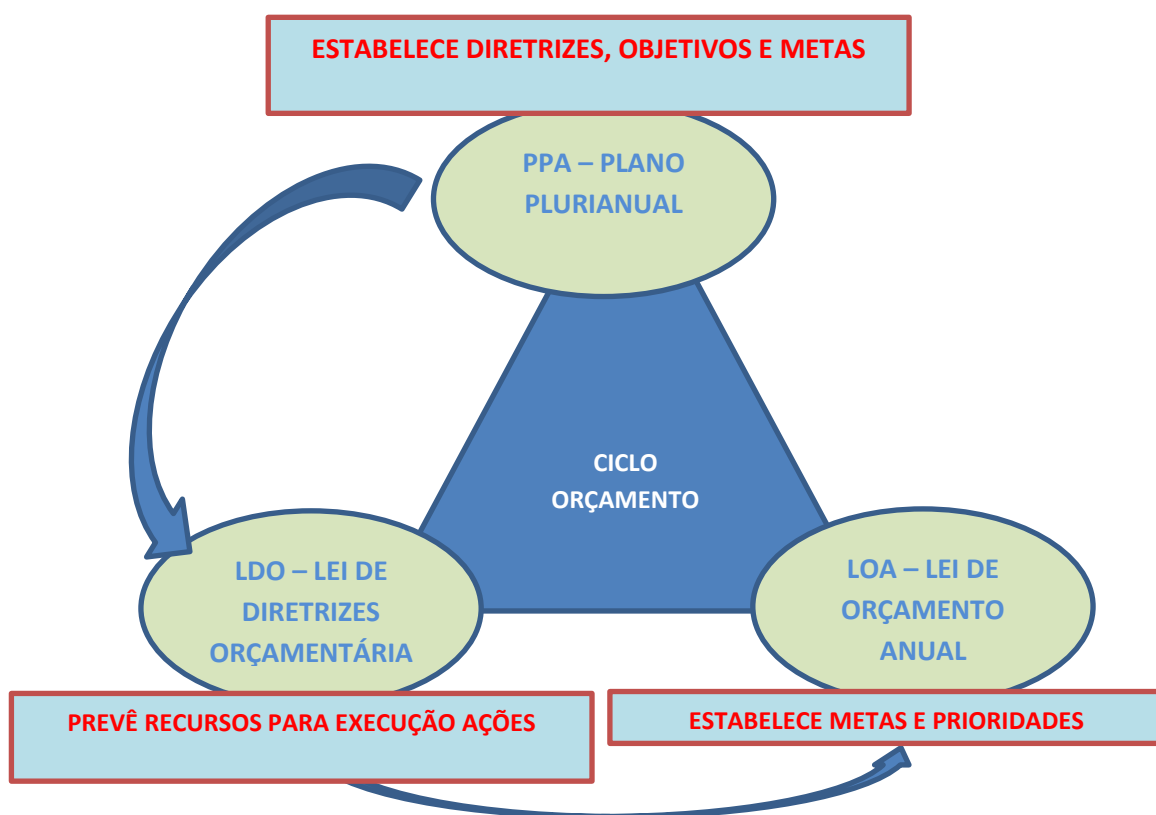 ESTABELECE DIRETRIZES, OBJETIVOS E METAS
PPA – PLANO
PLURIANUAL
CICLO
ORÇAMENTO
LDO – LEI DE
DIRETRIZES
ORÇAMENTÁRIA
LOA – LEI DE
ORÇAMENTO
ANUAL
PREVÊ RECURSOS PARA EXECUÇÃO AÇÕES
ESTABELECE METAS E PRIORIDADES